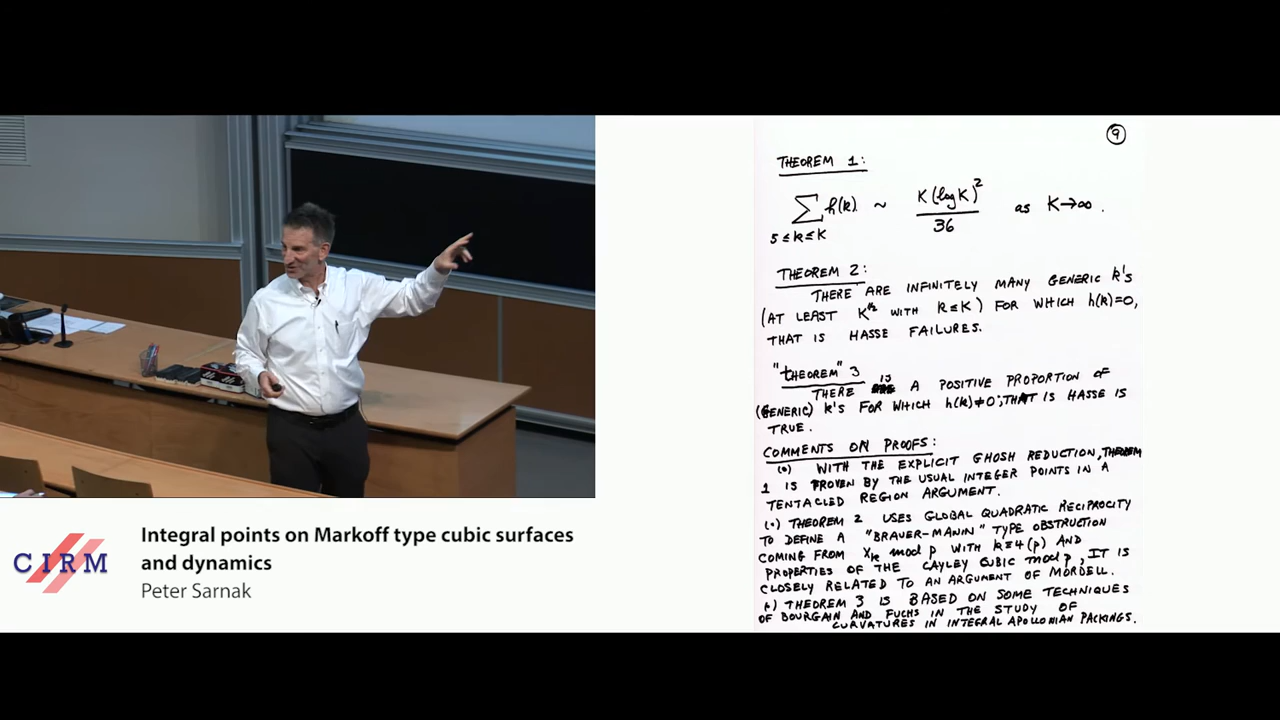 CIRM
Integral points on Markoff type cubic surfaces
and dynamics
Peter Sarnak
9
THEOREM 1:
∑ h(k) ~ K(log K)^2 / 36 as K→∞.
5≤k≤K
THEOREM 2:
THERE ARE INFINITELY MANY GENERIC k'S
(AT LEAST K^{1/2} WITH k≤K) FOR WHICH h(k)=0,
THAT IS HASSE FAILURES.
"THEOREM" 3
THERE IS A POSITIVE PROPORTION OF
(GENERIC) k'S FOR WHICH h(k)≠0; THAT IS HASSE IS
TRUE.
COMMENTS ON PROOFS:
(0) WITH THE EXPLICIT GHOSH REDUCTION, THEOREM
1 IS PROVEN BY THE USUAL INTEGER POINTS IN A
TENTACLED REGION ARGUMENT.
(.) THEOREM 2 USES GLOBAL QUADRATIC RECIPROCITY
TO DEFINE A "BRAUER-MANN" TYPE OBSTRUCTION
COMING FROM X_k mod p WITH k≡4(p) AND
PROPERTIES OF THE CAYLEY CUBIC mod p, IT IS
CLOSELY RELATED TO AN ARGUMENT OF MORDELL.
(.) THEOREM 3 IS BASED ON SOME TECHNIQUES
OF BOURGAIN AND FUCHS IN THE STUDY OF
CURVATURES IN INTEGRAL APOLLONIAN PACKINGS.